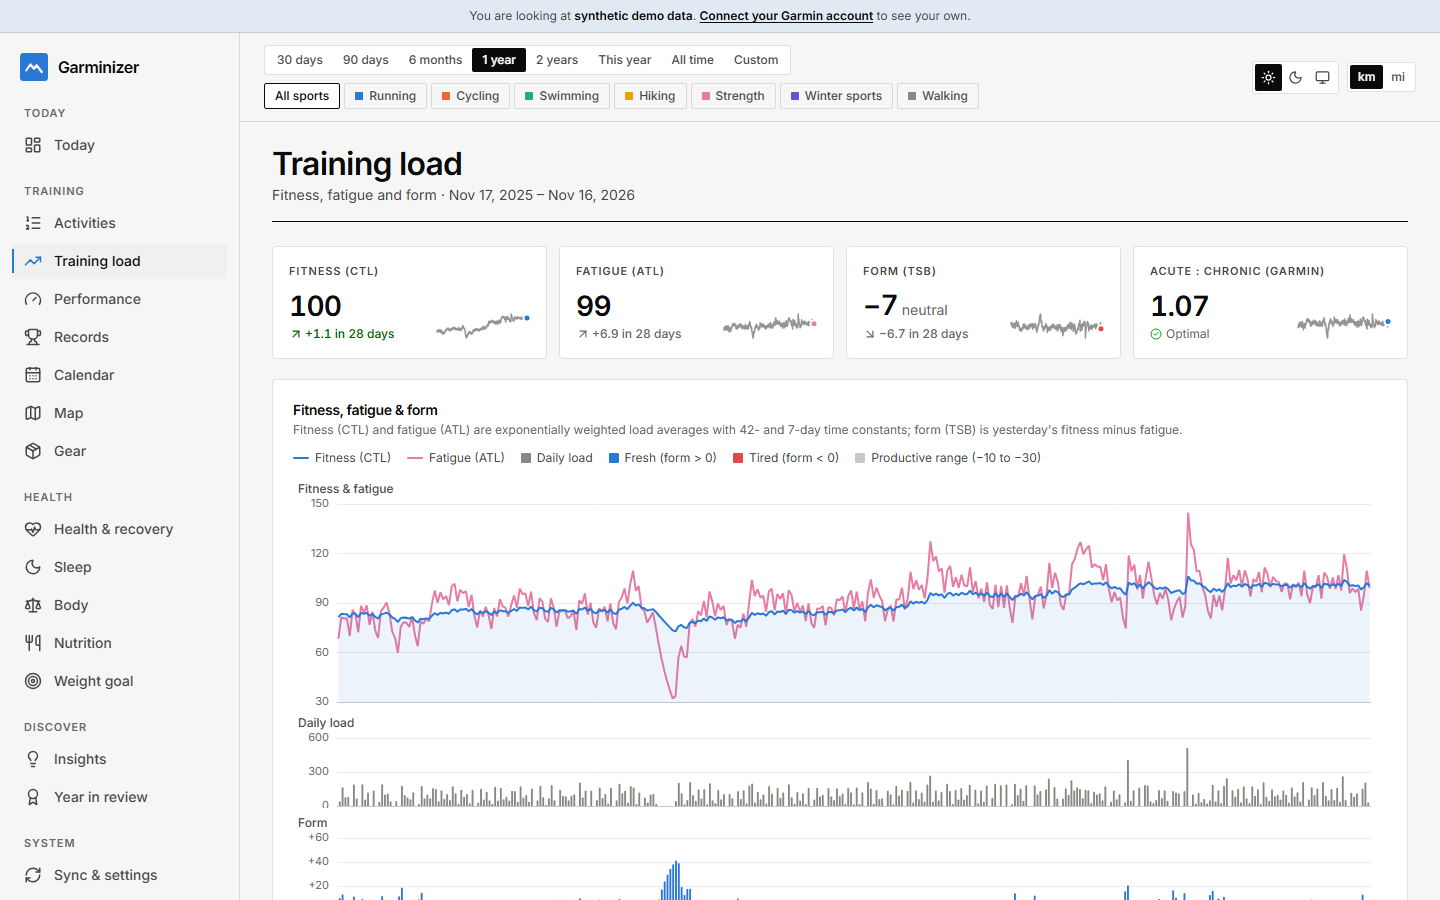 You are looking at synthetic demo data. Connect your Garmin account to see your own.
Garminizer
TODAY
Today
TRAINING
Activities
Training load
Performance
Records
Calendar
Map
Gear
HEALTH
Health & recovery
Sleep
Body
Nutrition
Weight goal
DISCOVER
Insights
Year in review
SYSTEM
Sync & settings
30 days 90 days 6 months 1 year 2 years This year All time Custom
All sports Running Cycling Swimming Hiking Strength Winter sports Walking
km mi
Training load
Fitness, fatigue and form · Nov 17, 2025 – Nov 16, 2026
FITNESS (CTL)
100
+1.1 in 28 days
FATIGUE (ATL)
99
+6.9 in 28 days
FORM (TSB)
−7 neutral
−6.7 in 28 days
ACUTE : CHRONIC (GARMIN)
1.07
Optimal
Fitness, fatigue & form
Fitness (CTL) and fatigue (ATL) are exponentially weighted load averages with 42- and 7-day time constants; form (TSB) is yesterday's fitness minus fatigue.
Fitness (CTL) Fatigue (ATL) Daily load Fresh (form > 0) Tired (form < 0) Productive range (−10 to −30)
Fitness & fatigue
150
120
90
60
30
Daily load
600
300
0
Form
+60
+40
+20